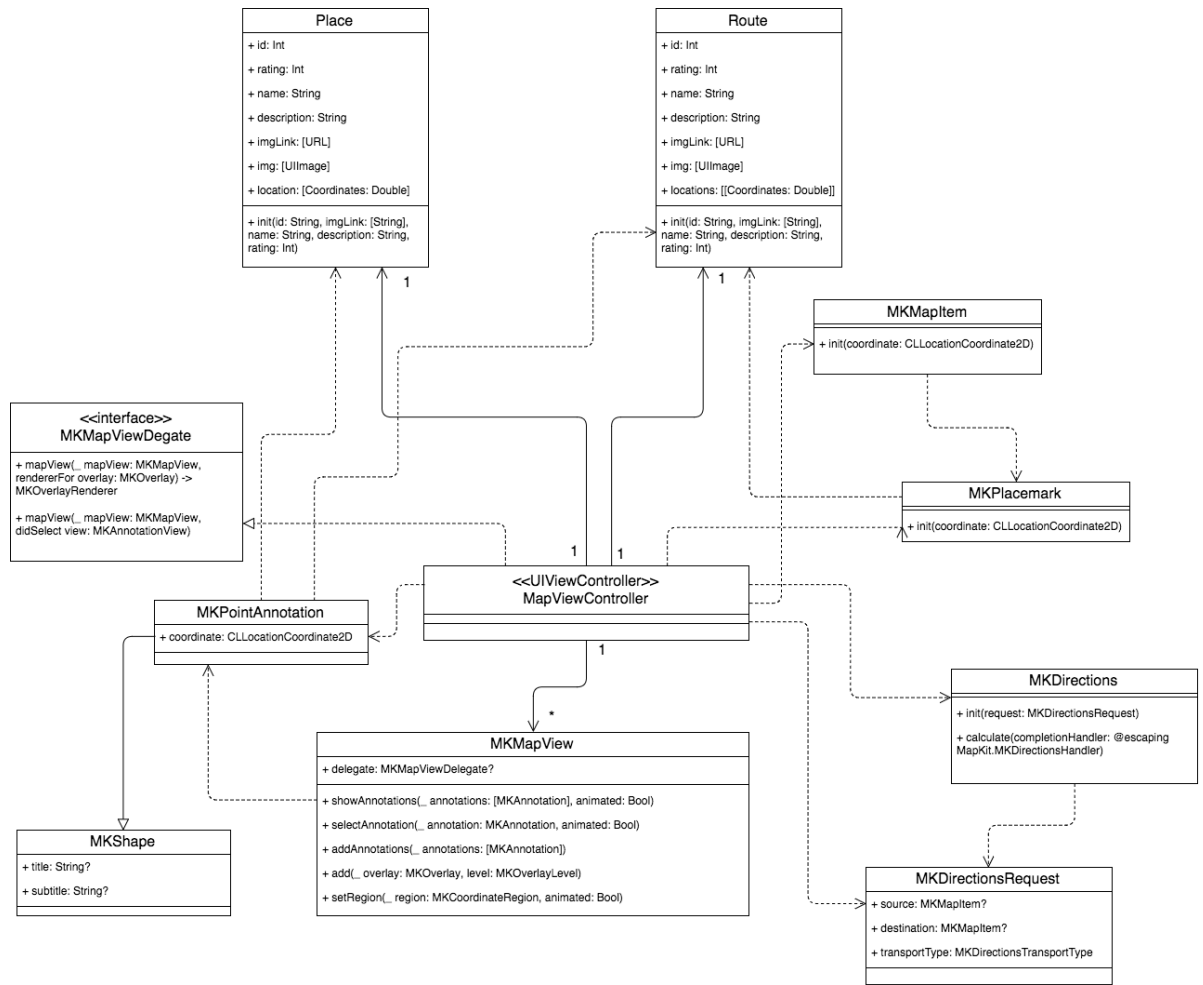 Place
+ id: Int
+ rating: Int
+ name: String
+ description: String
+ imgLink: [URL]
+ img: [UIImage]
+ location: [Coordinates: Double]
+ init(id: String, imgLink: [String],
name: String, description: String,
rating: Int)
1
Route
+ id: Int
+ rating: Int
+ name: String
+ description: String
+ imgLink: [URL]
+ img: [UIImage]
+ locations: [[Coordinates: Double]]
+ init(id: String, imgLink: [String],
name: String, description: String,
rating: Int)
1
MKMapItem
+ init(coordinate: CLLocationCoordinate2D)
<<interface>>
MKMapViewDegate
+ mapView(_ mapView: MKMapView,
rendererFor overlay: MKOverlay) ->
MKOverlayRenderer
+ mapView(_ mapView: MKMapView,
didSelect view: MKAnnotationView)
MKPlacemark
+ init(coordinate: CLLocationCoordinate2D)
1
1
<<UIViewController>>
MapViewController
1
*
MKPointAnnotation
+ coordinate: CLLocationCoordinate2D
MKDirections
+ init(request: MKDirectionsRequest)
+ calculate(completionHandler: @escaping
MapKit.MKDirectionsHandler)
MKMapView
+ delegate: MKMapViewDelegate?
+ showAnnotations(_ annotations: [MKAnnotation], animated: Bool)
+ selectAnnotation(_ annotation: MKAnnotation, animated: Bool)
+ addAnnotations(_ annotations: [MKAnnotation])
+ add(_ overlay: MKOverlay, level: MKOverlayLevel)
+ setRegion(_ region: MKCoordinateRegion, animated: Bool)
MKShape
+ title: String?
+ subtitle: String?
MKDirectionsRequest
+ source: MKMapItem?
+ destination: MKMapItem?
+ transportType: MKDirectionsTransportType